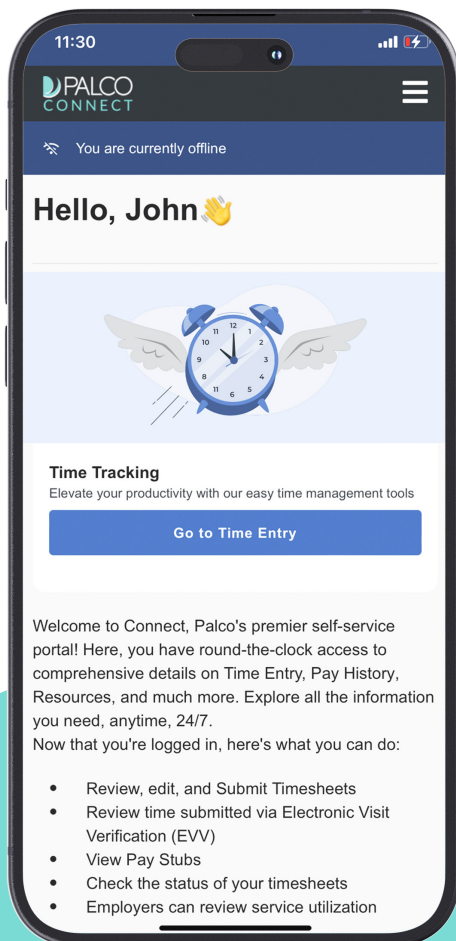 11:30
PALCO
CONNECT
You are currently offline
Hello, John👋
12
11 1
10 2
9 3
8 4
11 5
6
Time Tracking
Elevate your productivity with our easy time management tools
Go to Time Entry
Welcome to Connect, Palco's premier self-service
portal! Here, you have round-the-clock access to
comprehensive details on Time Entry, Pay History,
Resources, and much more. Explore all the information
you need, anytime, 24/7.
Now that you're logged in, here's what you can do:
• Review, edit, and Submit Timesheets
• Review time submitted via Electronic Visit
Verification (EVV)
• View Pay Stubs
• Check the status of your timesheets
• Employers can review service utilization